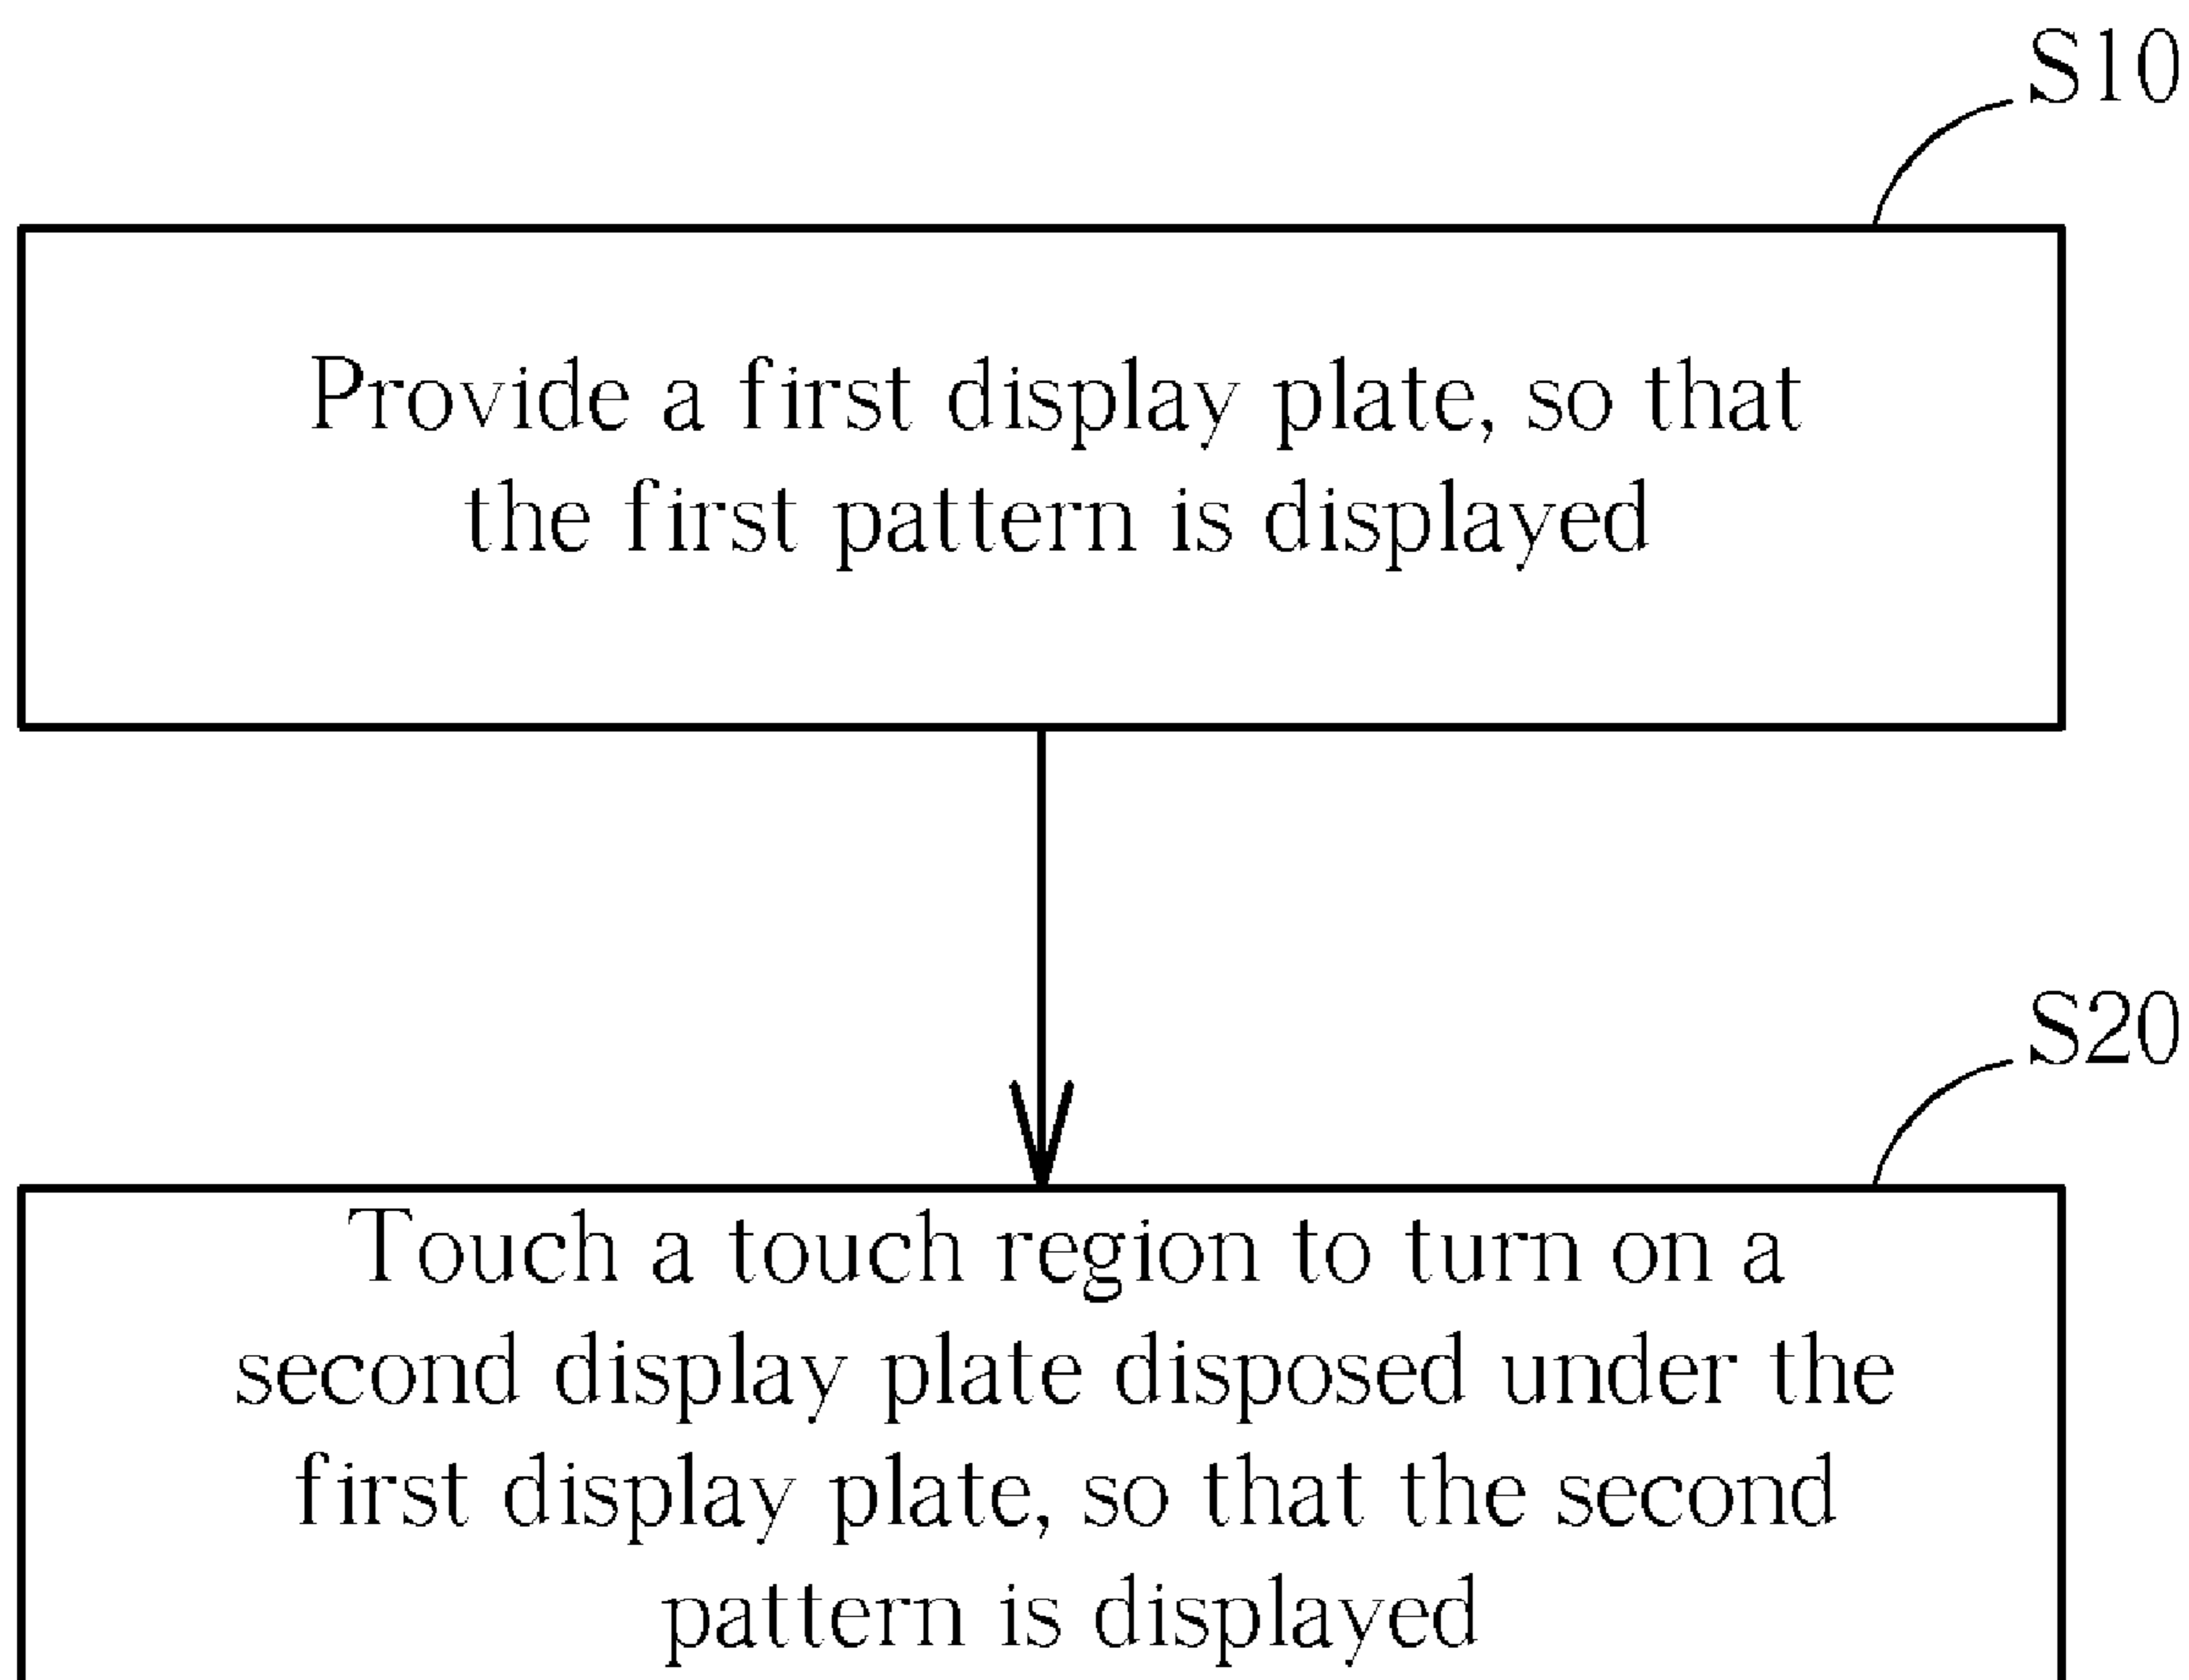 S10
Provide a first display plate, so that
the first pattern is displayed
S20
Touch a touch region to turn on a
second display plate disposed under the
first display plate, so that the second
pattern is displayed